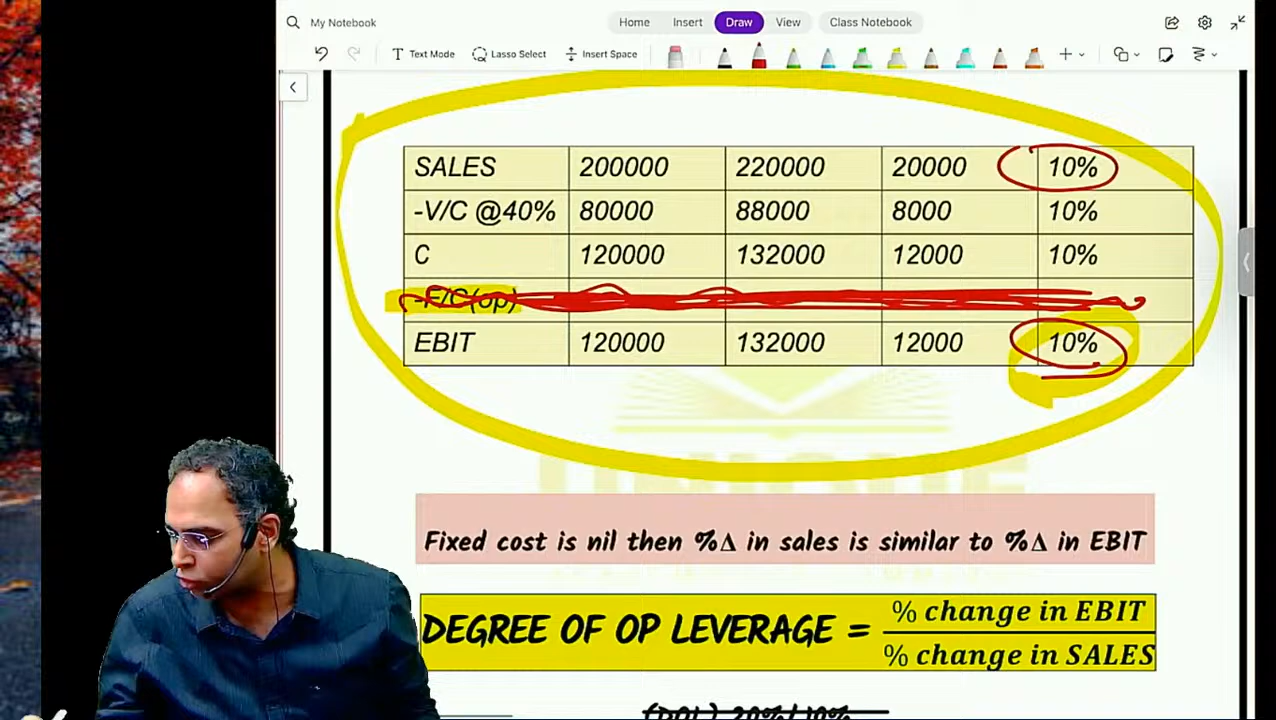 My Notebook
Home Insert Draw View Class Notebook
Text Mode Lasso Select Insert Space
SALES 200000 220000 20000 10%
-V/C @40% 80000 88000 8000 10%
C 120000 132000 12000 10%
-F/C(op)
EBIT 120000 132000 12000 10%
Fixed cost is nil then %Δ in sales is similar to %Δ in EBIT
DEGREE OF OP LEVERAGE = % change in EBIT
% change in SALES